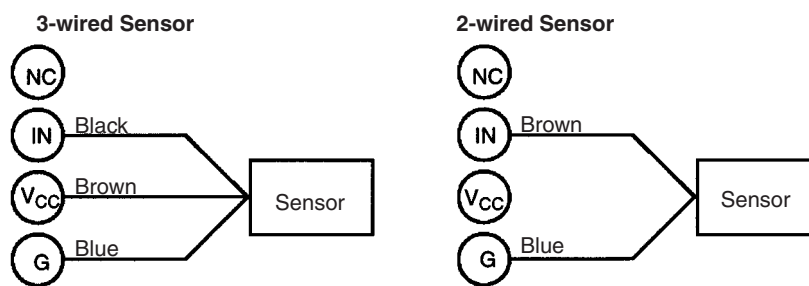 3-wired Sensor
NC
IN Black
VCC Brown
G Blue
Sensor
2-wired Sensor
NC
IN Brown
VCC
G Blue
Sensor